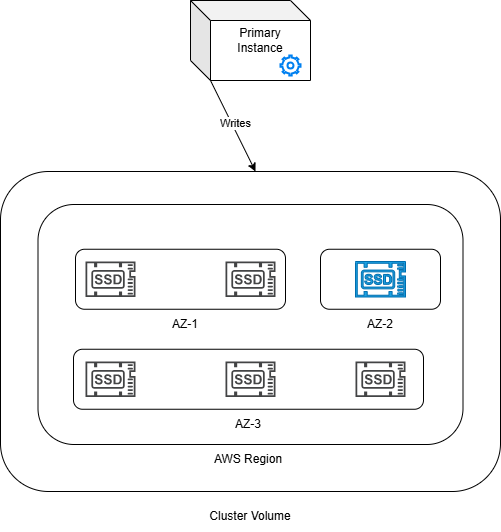 Primary
Instance
Writes
SSD SSD SSD
AZ-1 AZ-2
SSD SSD SSD
AZ-3
AWS Region
Cluster Volume